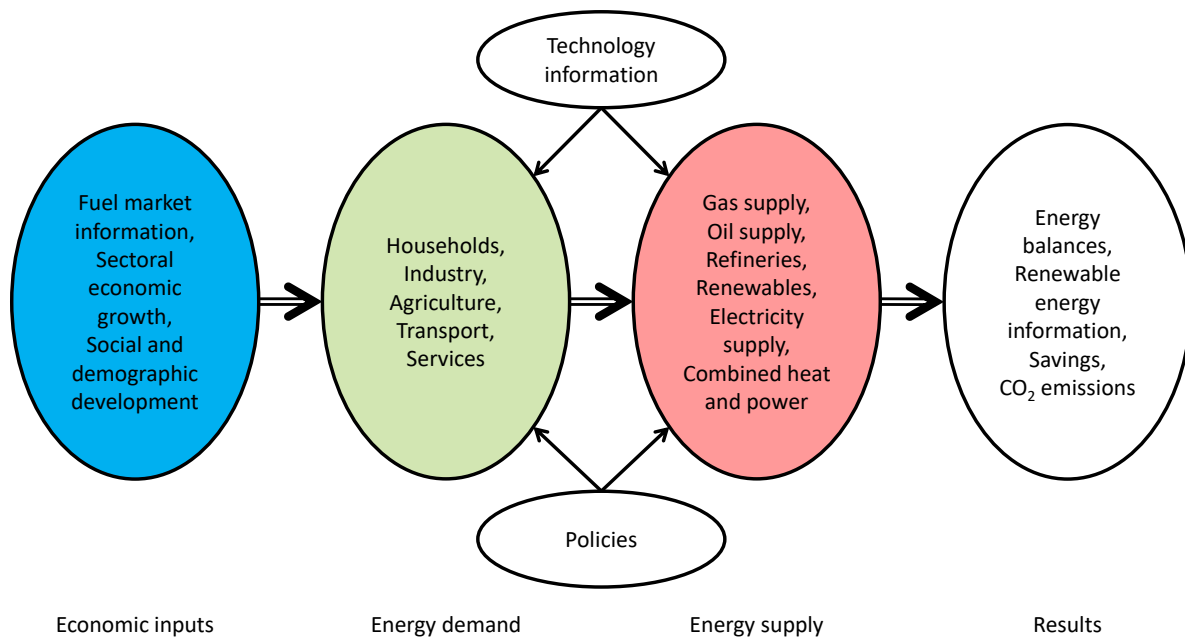 Technology
information
Fuel market
information,
Sectoral
economic
growth,
Social and
demographic
development
Households,
Industry,
Agriculture,
Transport,
Services
Gas supply,
Oil supply,
Refineries,
Renewables,
Electricity
supply,
Combined heat
and power
Energy
balances,
Renewable
energy
information,
Savings,
CO₂ emissions
Policies
Economic inputs
Energy demand
Energy supply
Results